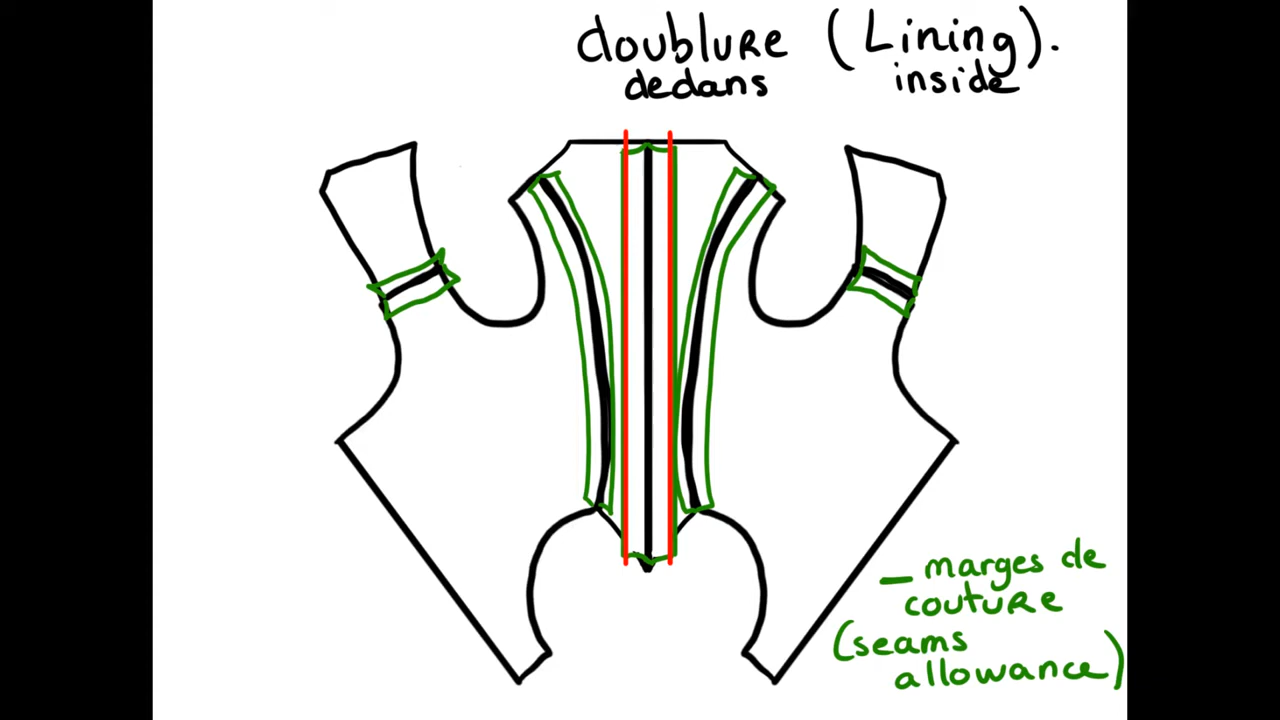 doublure (Lining).
dedans inside
_ marges de
couture
(seams
allowance)